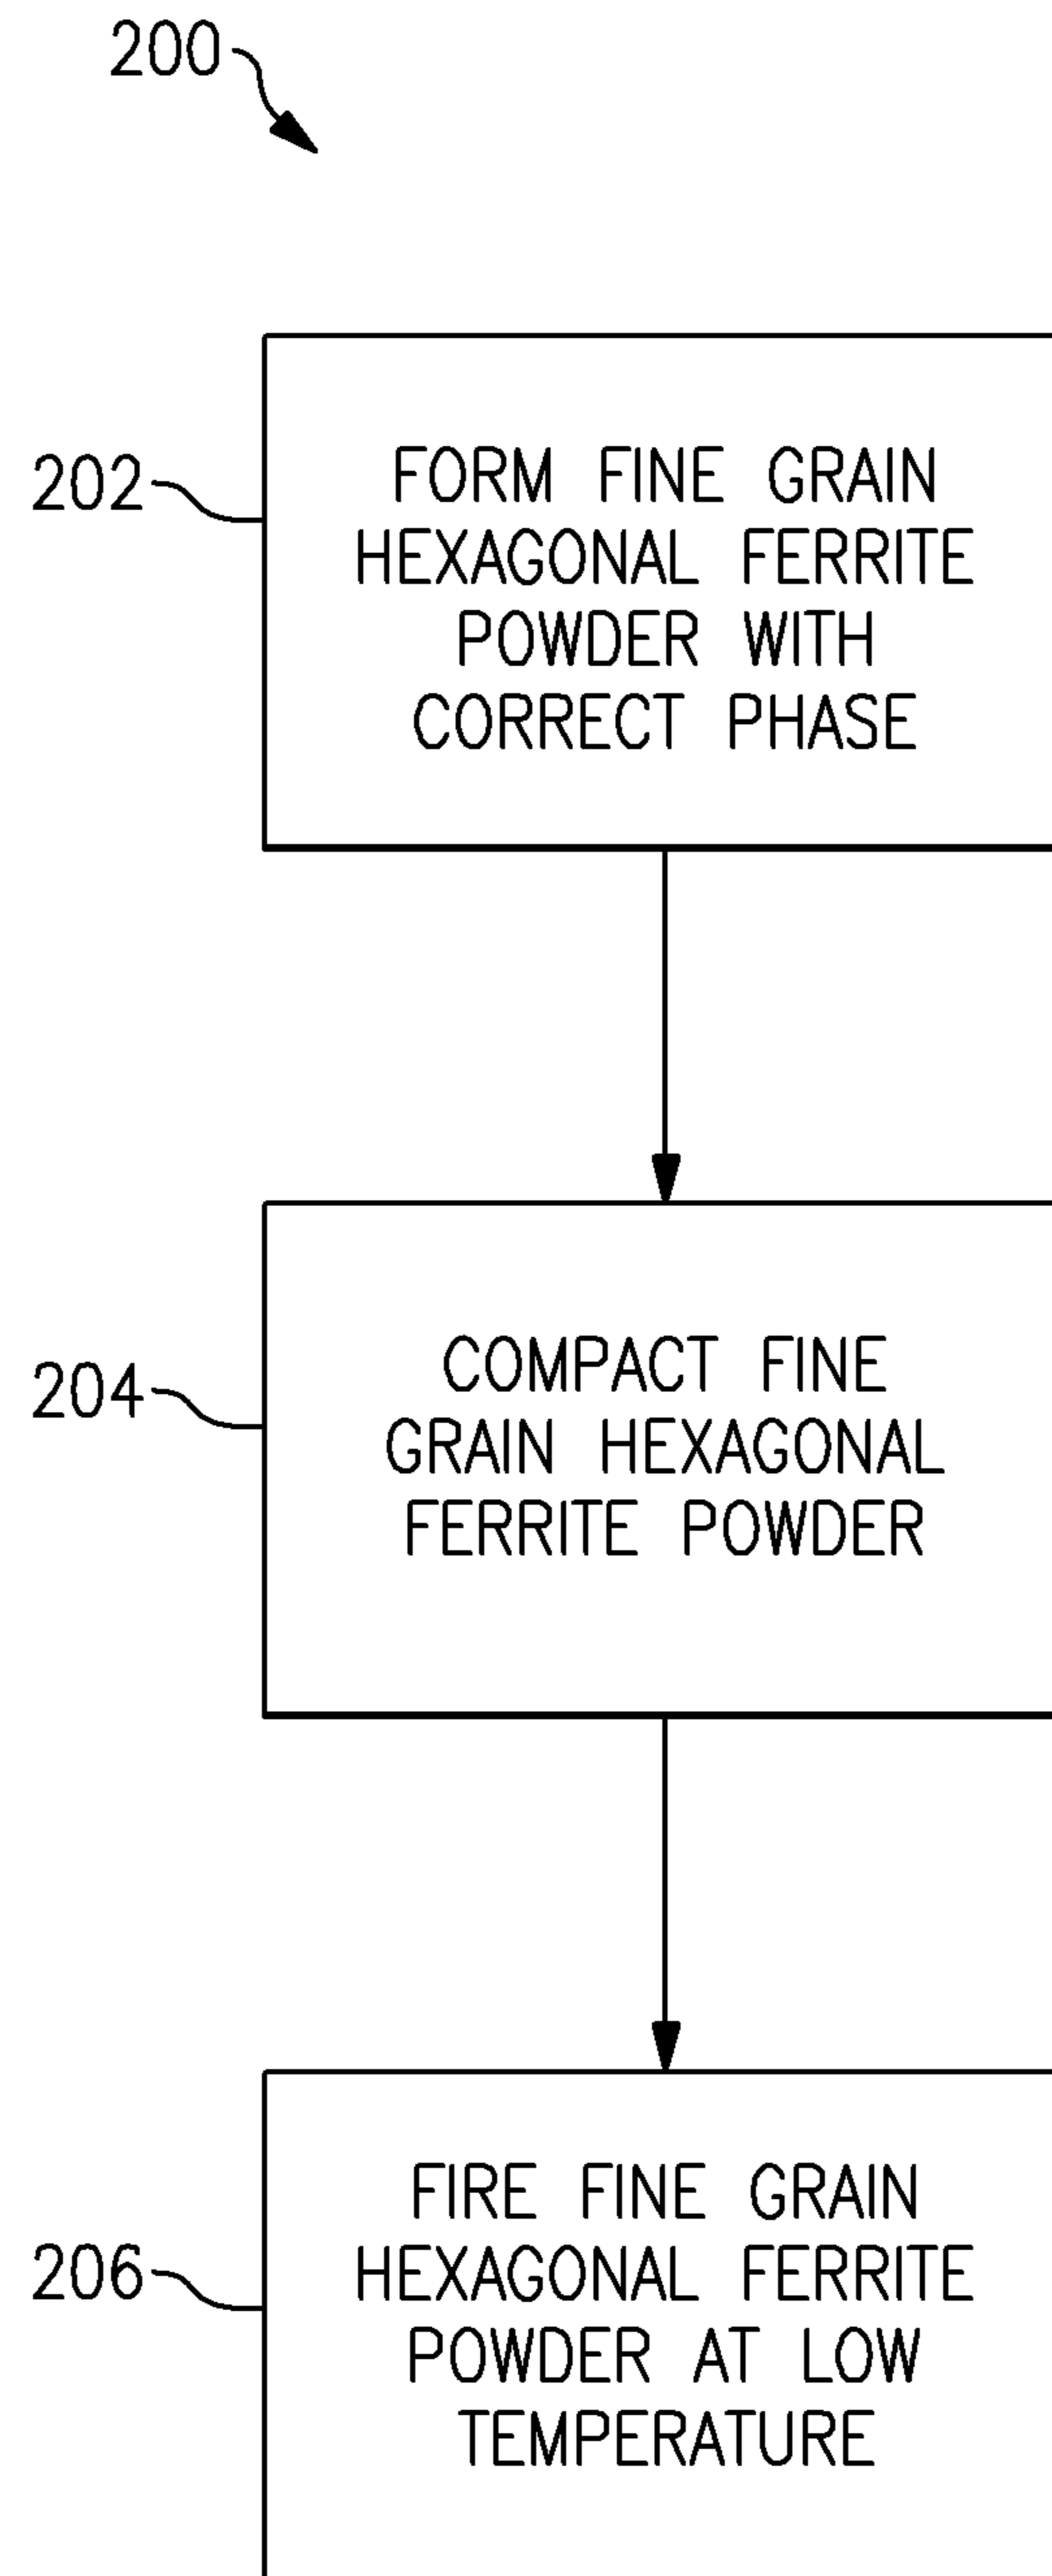 200
202
FORM FINE GRAIN
HEXAGONAL FERRITE
POWDER WITH
CORRECT PHASE
204
COMPACT FINE
GRAIN HEXAGONAL
FERRITE POWDER
206
FIRE FINE GRAIN
HEXAGONAL FERRITE
POWDER AT LOW
TEMPERATURE